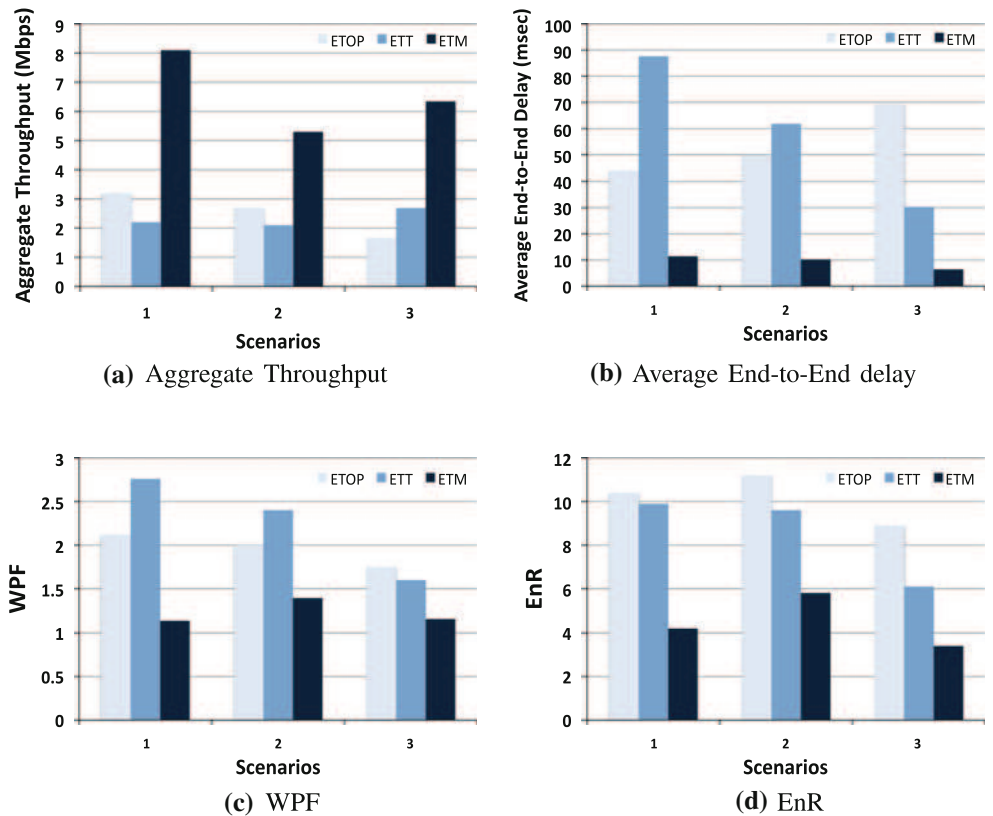 Aggregate Throughput (Mbps)
9
8
7
6
5
4
3
2
1
0
ETOP ETT ETM
1 2 3
Scenarios
(a) Aggregate Throughput
Average End-to-End Delay (msec)
100
90
80
70
60
50
40
30
20
10
0
ETOP ETT ETM
1 2 3
Scenarios
(b) Average End-to-End delay
WPF
3
2.5
2
1.5
1
0.5
0
ETOP ETT ETM
1 2 3
Scenarios
(c) WPF
EnR
12
10
8
6
4
2
0
ETOP ETT ETM
1 2 3
Scenarios
(d) EnR